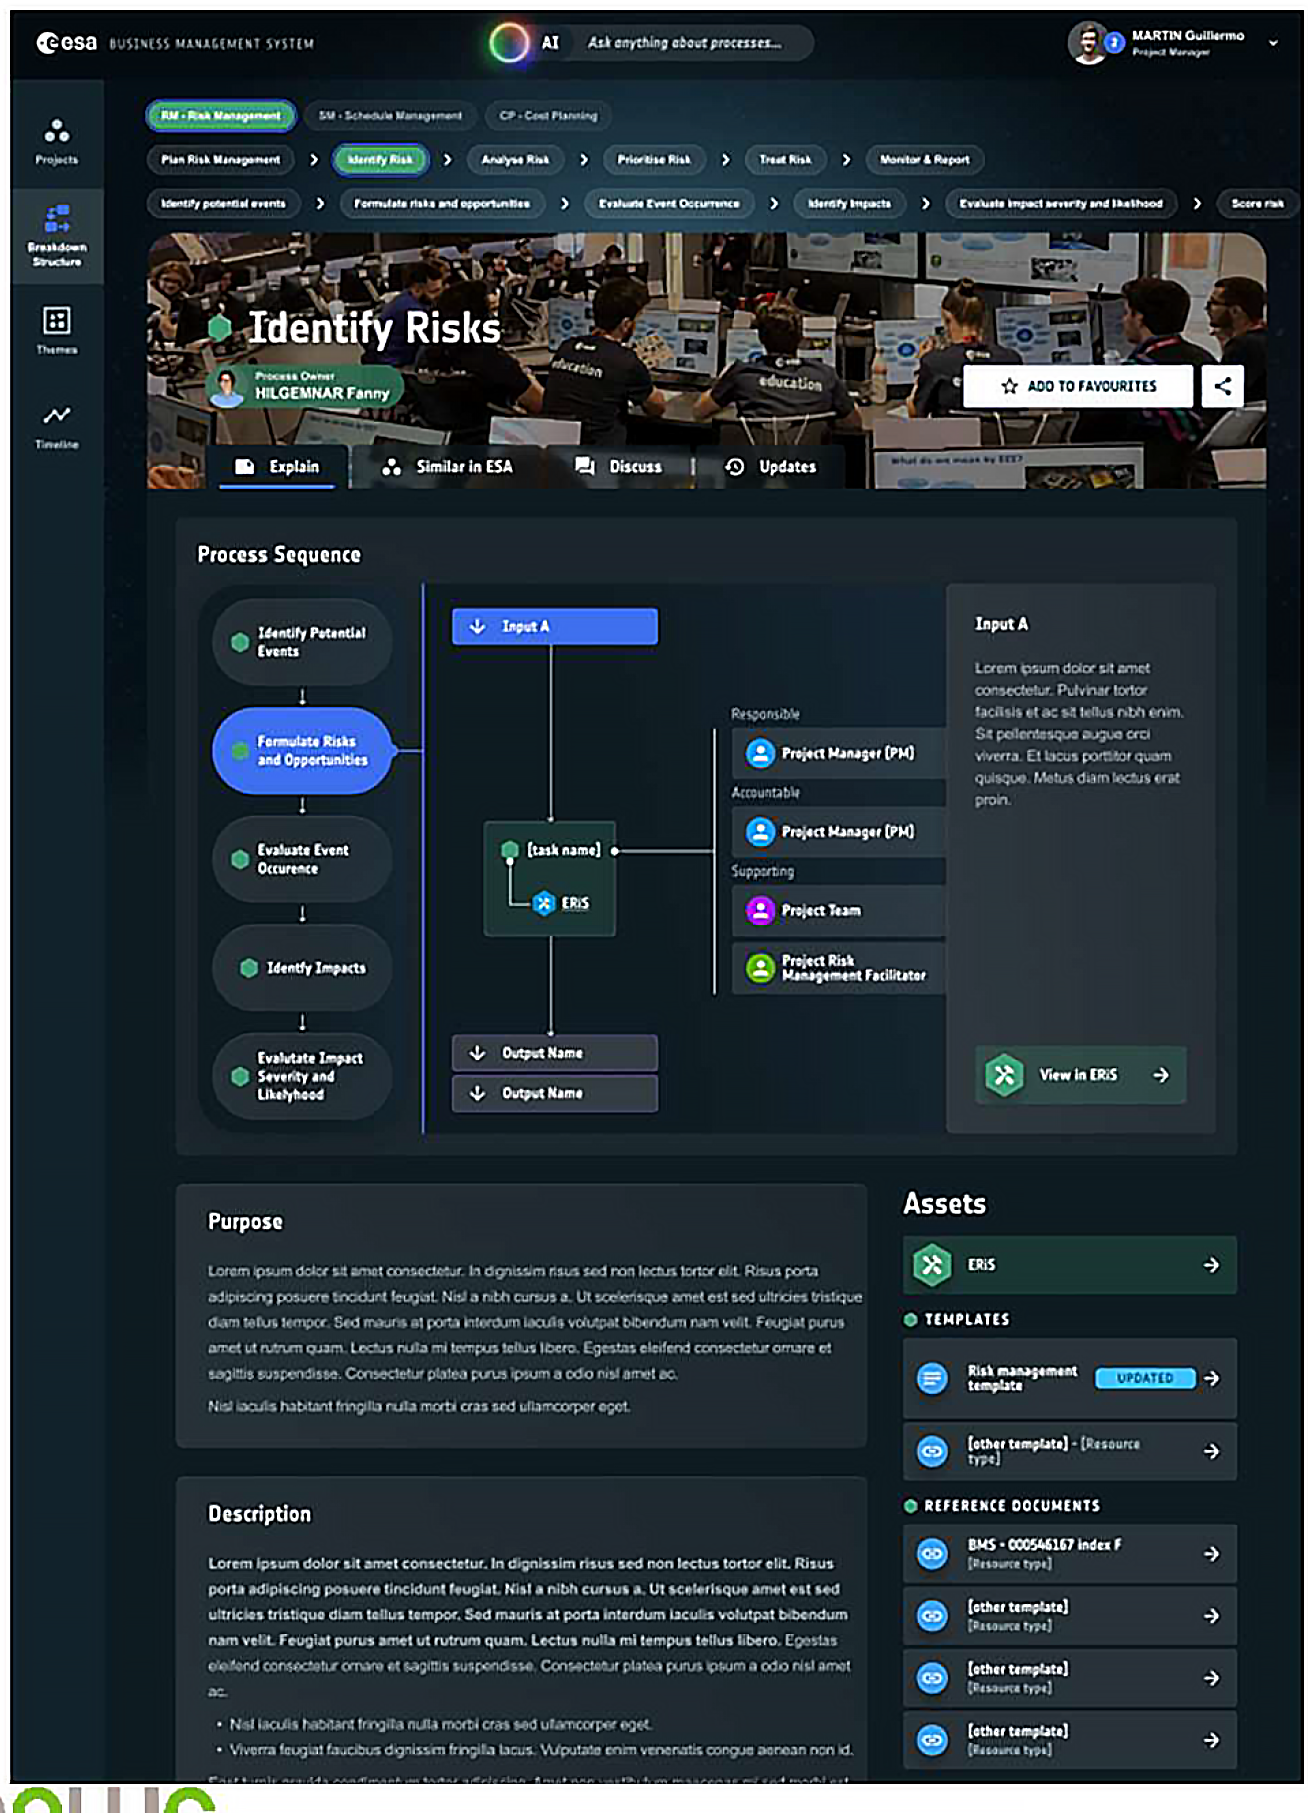 esa BUSINESS MANAGEMENT SYSTEM
AI Ask anything about processes...
MARTIN Guillermo
Project Manager
Projects
Breakdown
Structure
Themes
Timeline
RM - Risk Management SM - Schedule Management CP - Cost Planning
Plan Risk Management > Identify Risk > Analyse Risk > Prioritise Risk > Treat Risk > Monitor & Report
Identify potential events > Formulate risks and opportunities > Evaluate Event Occurrence > Identify Impacts > Evaluate impact severity and likelihood > Score risk
Identify Risks
Process Owner
HILGEMNAR Fanny
education
education
ADD TO FAVOURITES
What do we mean by ECE?
Explain Similar in ESA Discuss Updates
Process Sequence
Identify Potential
Events
Formulate Risks
and Opportunities
Evaluate Event
Occurence
Identfy Impacts
Evalutate Impact
Severity and
Likelyhood
Input A
[task name]
ERiS
Output Name
Output Name
Responsible
Project Manager (PM)
Accountable
Project Manager (PM)
Supporting
Project Team
Project Risk
Management Facilitator
Input A
Lorem ipsum dolor sit amet
consectetur. Pulvinar tortor
facilisis et ac sit tellus nibh enim.
Sit pellentesque augue orci
viverra. Et lacus porttitor quam
quisque. Metus diam lectus erat
proin.
View in ERiS
Purpose
Lorem ipsum dolor sit amet consectetur. In dignissim risus sed non lectus tortor elit. Risus porta
adipiscing posuere tincidunt feugiat. Nisl a nibh cursus a. Ut scelerisque amet est sed ultricies tristique
diam tellus tempor. Sed mauris at porta interdum iaculis volutpat bibendum nam velit. Feugiat purus
amet ut rutrum quam. Lectus nulla mi tempus tellus libero. Egestas eleifend consectetur ornare et
sagittis suspendisse. Consectetur platea purus ipsum a odio nisl amet ac.
Nisl iaculis habitant fringilla nulla morbi cras sed ullamcorper eget.
Description
Lorem ipsum dolor sit amet consectetur. In dignissim risus sed non lectus tortor elit. Risus
porta adipiscing posuere tincidunt feugiat. Nisl a nibh cursus a. Ut scelerisque amet est sed
ultricies tristique diam tellus tempor. Sed mauris at porta interdum iaculis volutpat bibendum
nam velit. Feugiat purus amet ut rutrum quam. Lectus nulla mi tempus tellus libero. Egestas
eleifend consectetur ornare et sagittis suspendisse. Consectetur platea purus ipsum a odio nisl amet
ac.
• Nisl iaculis habitant fringilla nulla morbi cras sed ullamcorper eget.
• Viverra feugiat faucibus dignissim fringilla lacus. Vulputate enim venenatis congue aenean non id.
Assets
ERiS
TEMPLATES
Risk management
template
UPDATED
[other template] - [Resource
type]
REFERENCE DOCUMENTS
BMS - 000546167 index F
[Resource type]
[other template]
[Resource type]
[other template]
[Resource type]
[other template]
[Resource type]